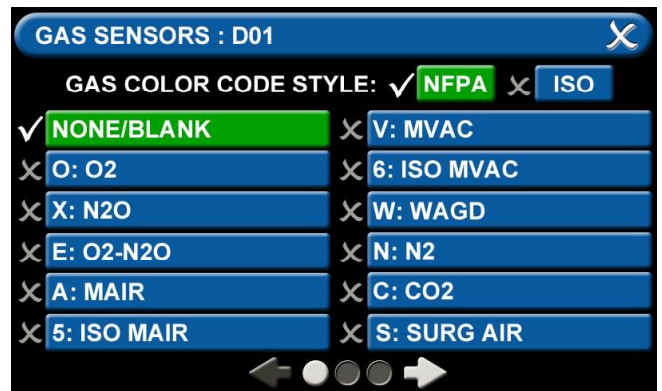 GAS SENSORS : D01
GAS COLOR CODE STYLE: NFPA ISO
NONE/BLANK
O: O2
X: N2O
E: O2-N2O
A: MAIR
5: ISO MAIR
V: MVAC
6: ISO MVAC
W: WAGD
N: N2
C: CO2
S: SURG AIR